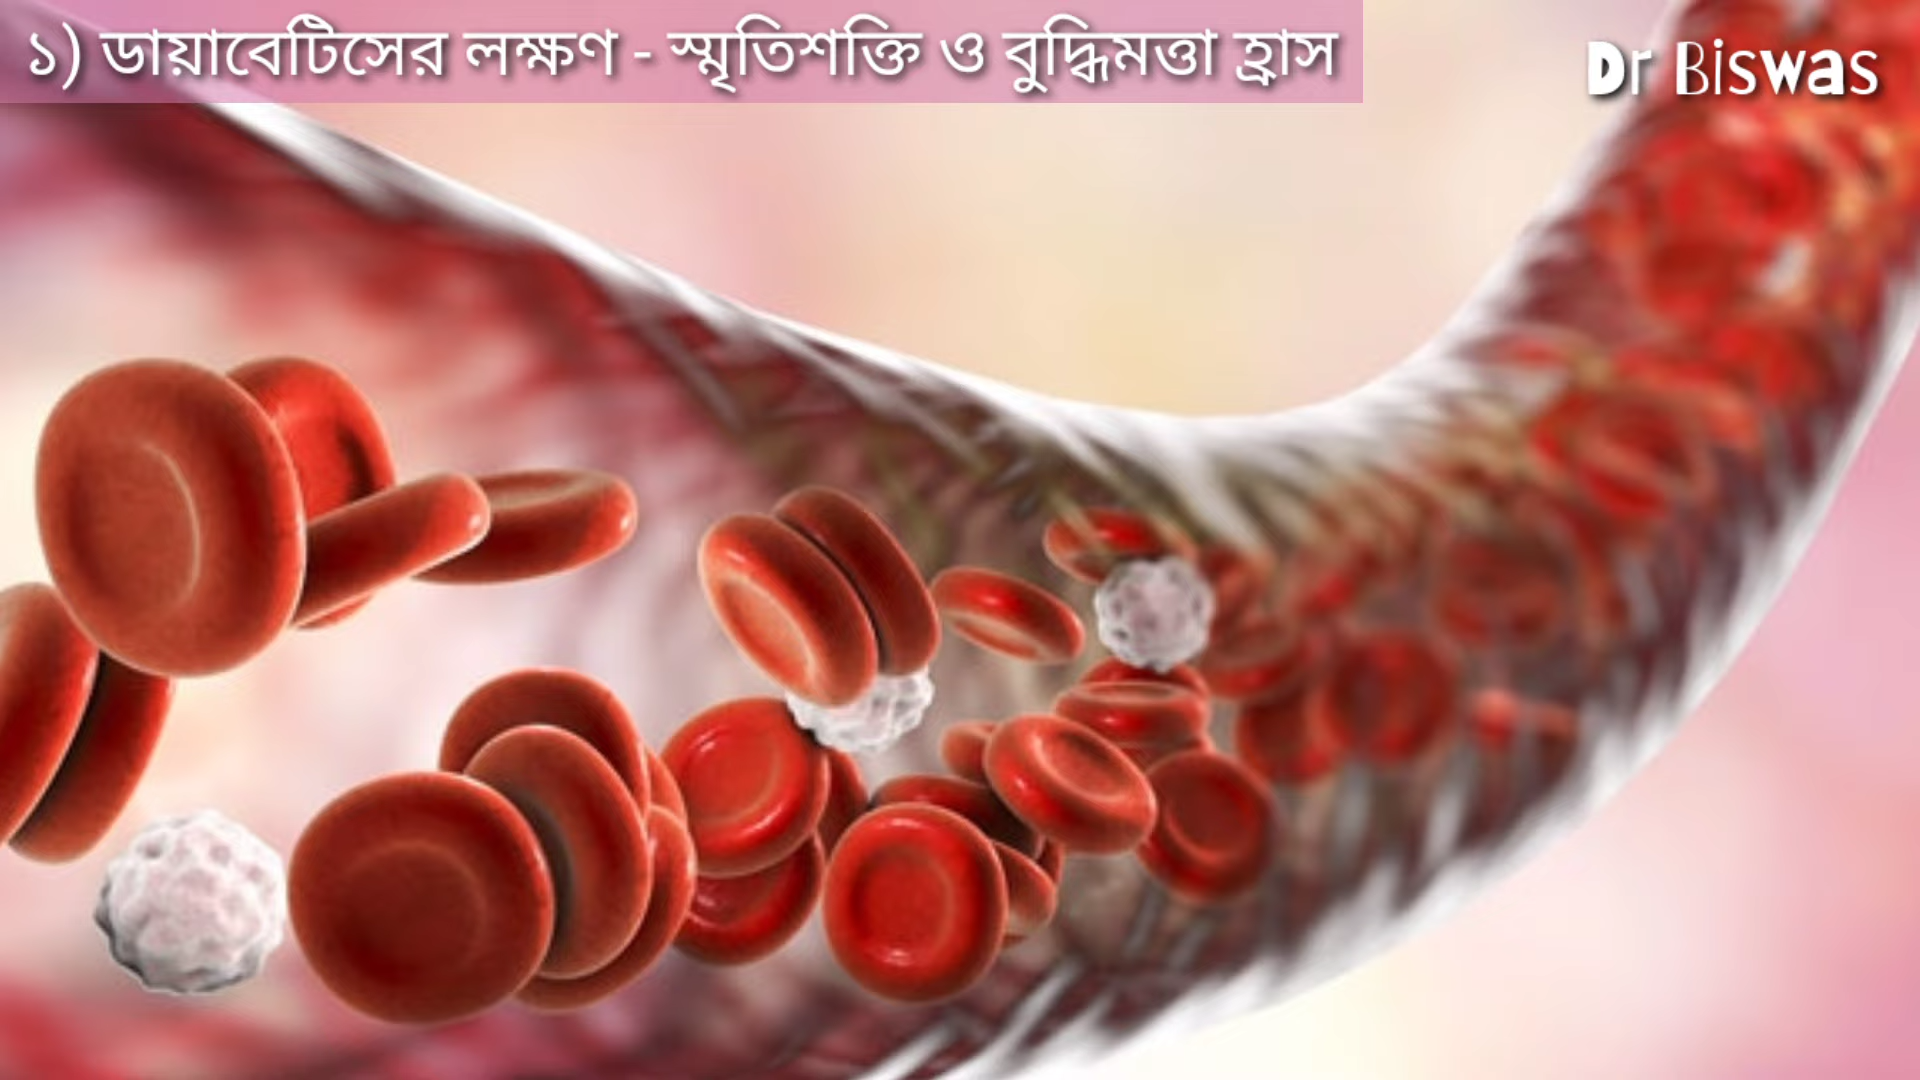 ১) ডায়াবেটিসের লক্ষণ - স্মৃতিশক্তি ও বুদ্ধিমত্তা হ্রাস
Dr Biswas